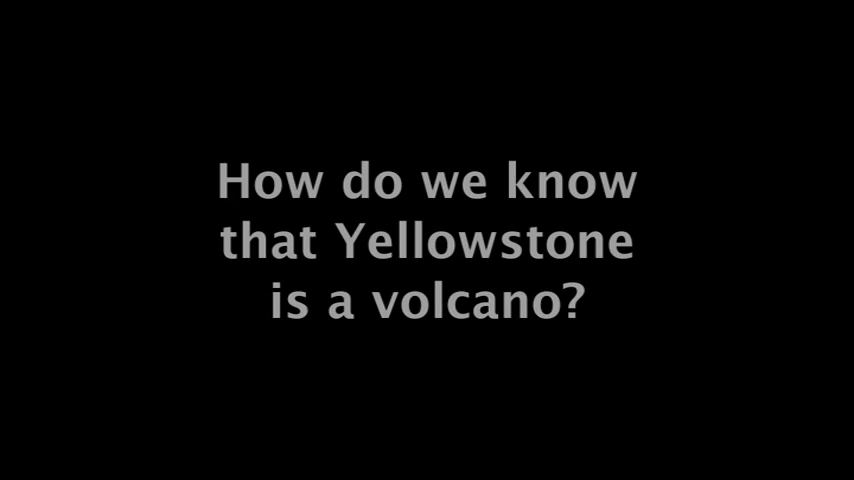 How do we know
that Yellowstone
is a volcano?